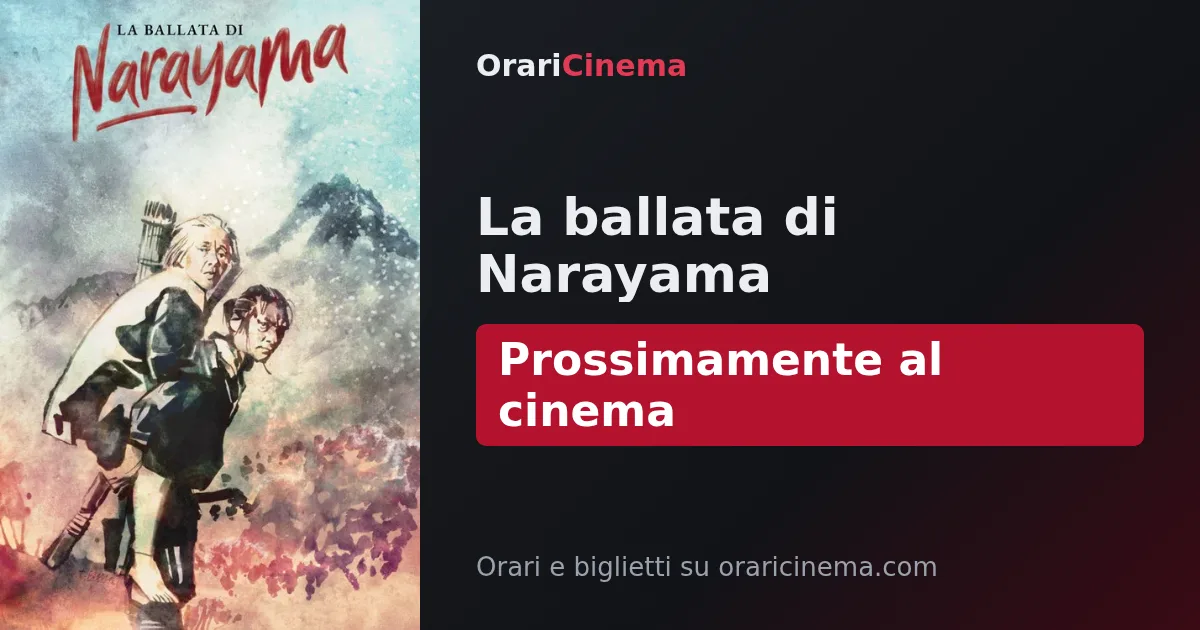 LA BALLATA DI
Narayama
OrariCinema
La ballata di
Narayama
Prossimamente al
cinema
Orari e biglietti su oraricinema.com